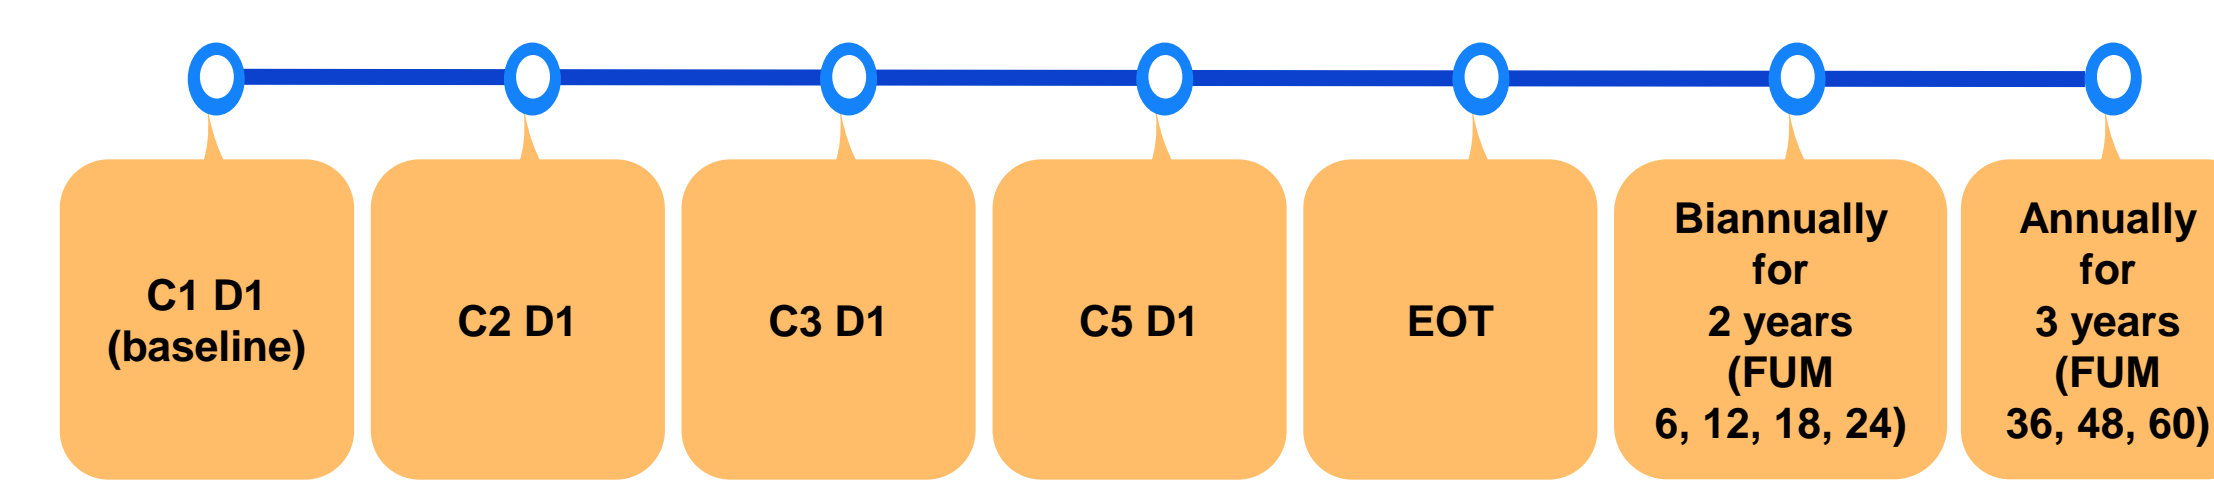 C1 D1
(baseline)
C2 D1
C3 D1
C5 D1
EOT
Biannually
for
2 years
(FUM
6, 12, 18, 24)
Annually
for
3 years
(FUM
36, 48, 60)